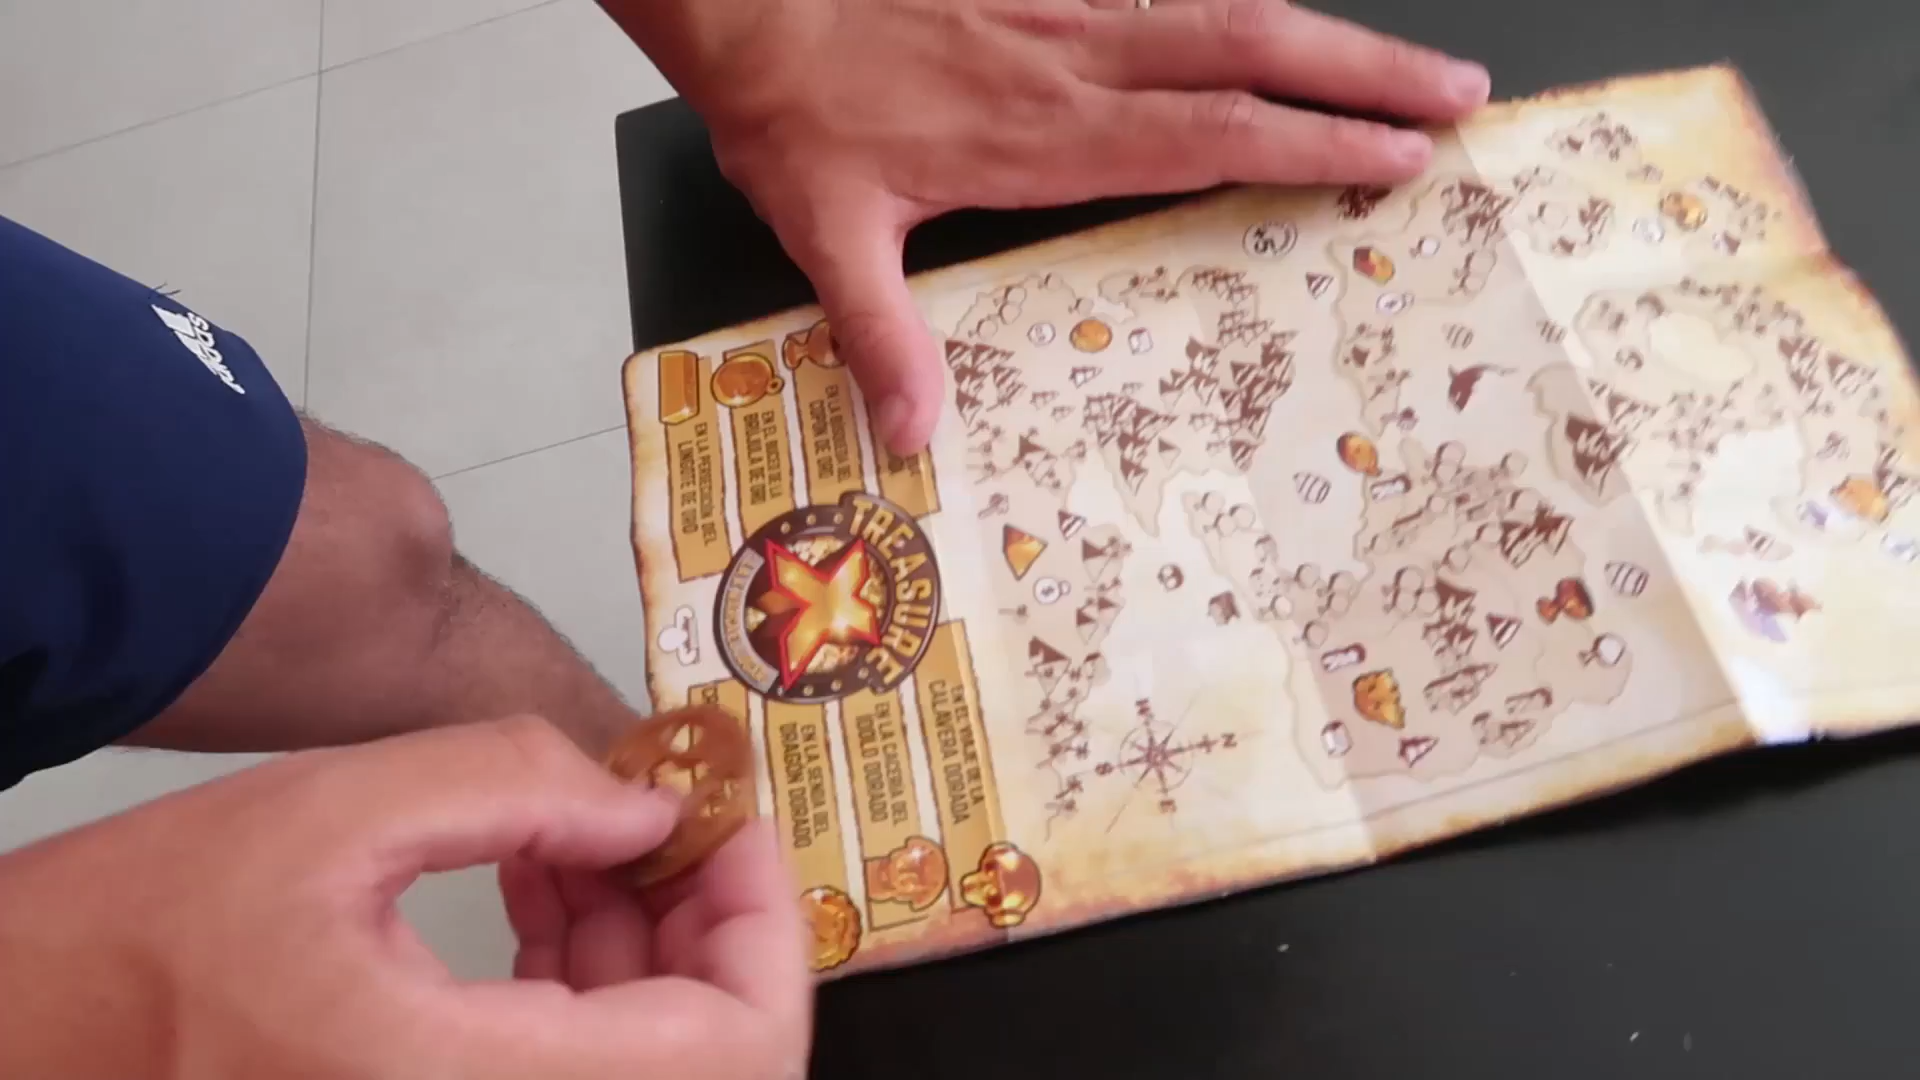 adidas
EN LA PERSECUCIÓN DEL
LINGOTE DE ORO
EN EL ROCES DE LA
BRÚJULA DE ORO
EN LA BÚSQUEDA DEL
COPÓN DE ORO
TREASURE
X
EN LA SENDA DEL
DRAGÓN DORADO
EN LA CACERÍA DEL
ÍDOLO DORADO
EN EL VIAJE DE LA
CALAVERA DORADA
N
E